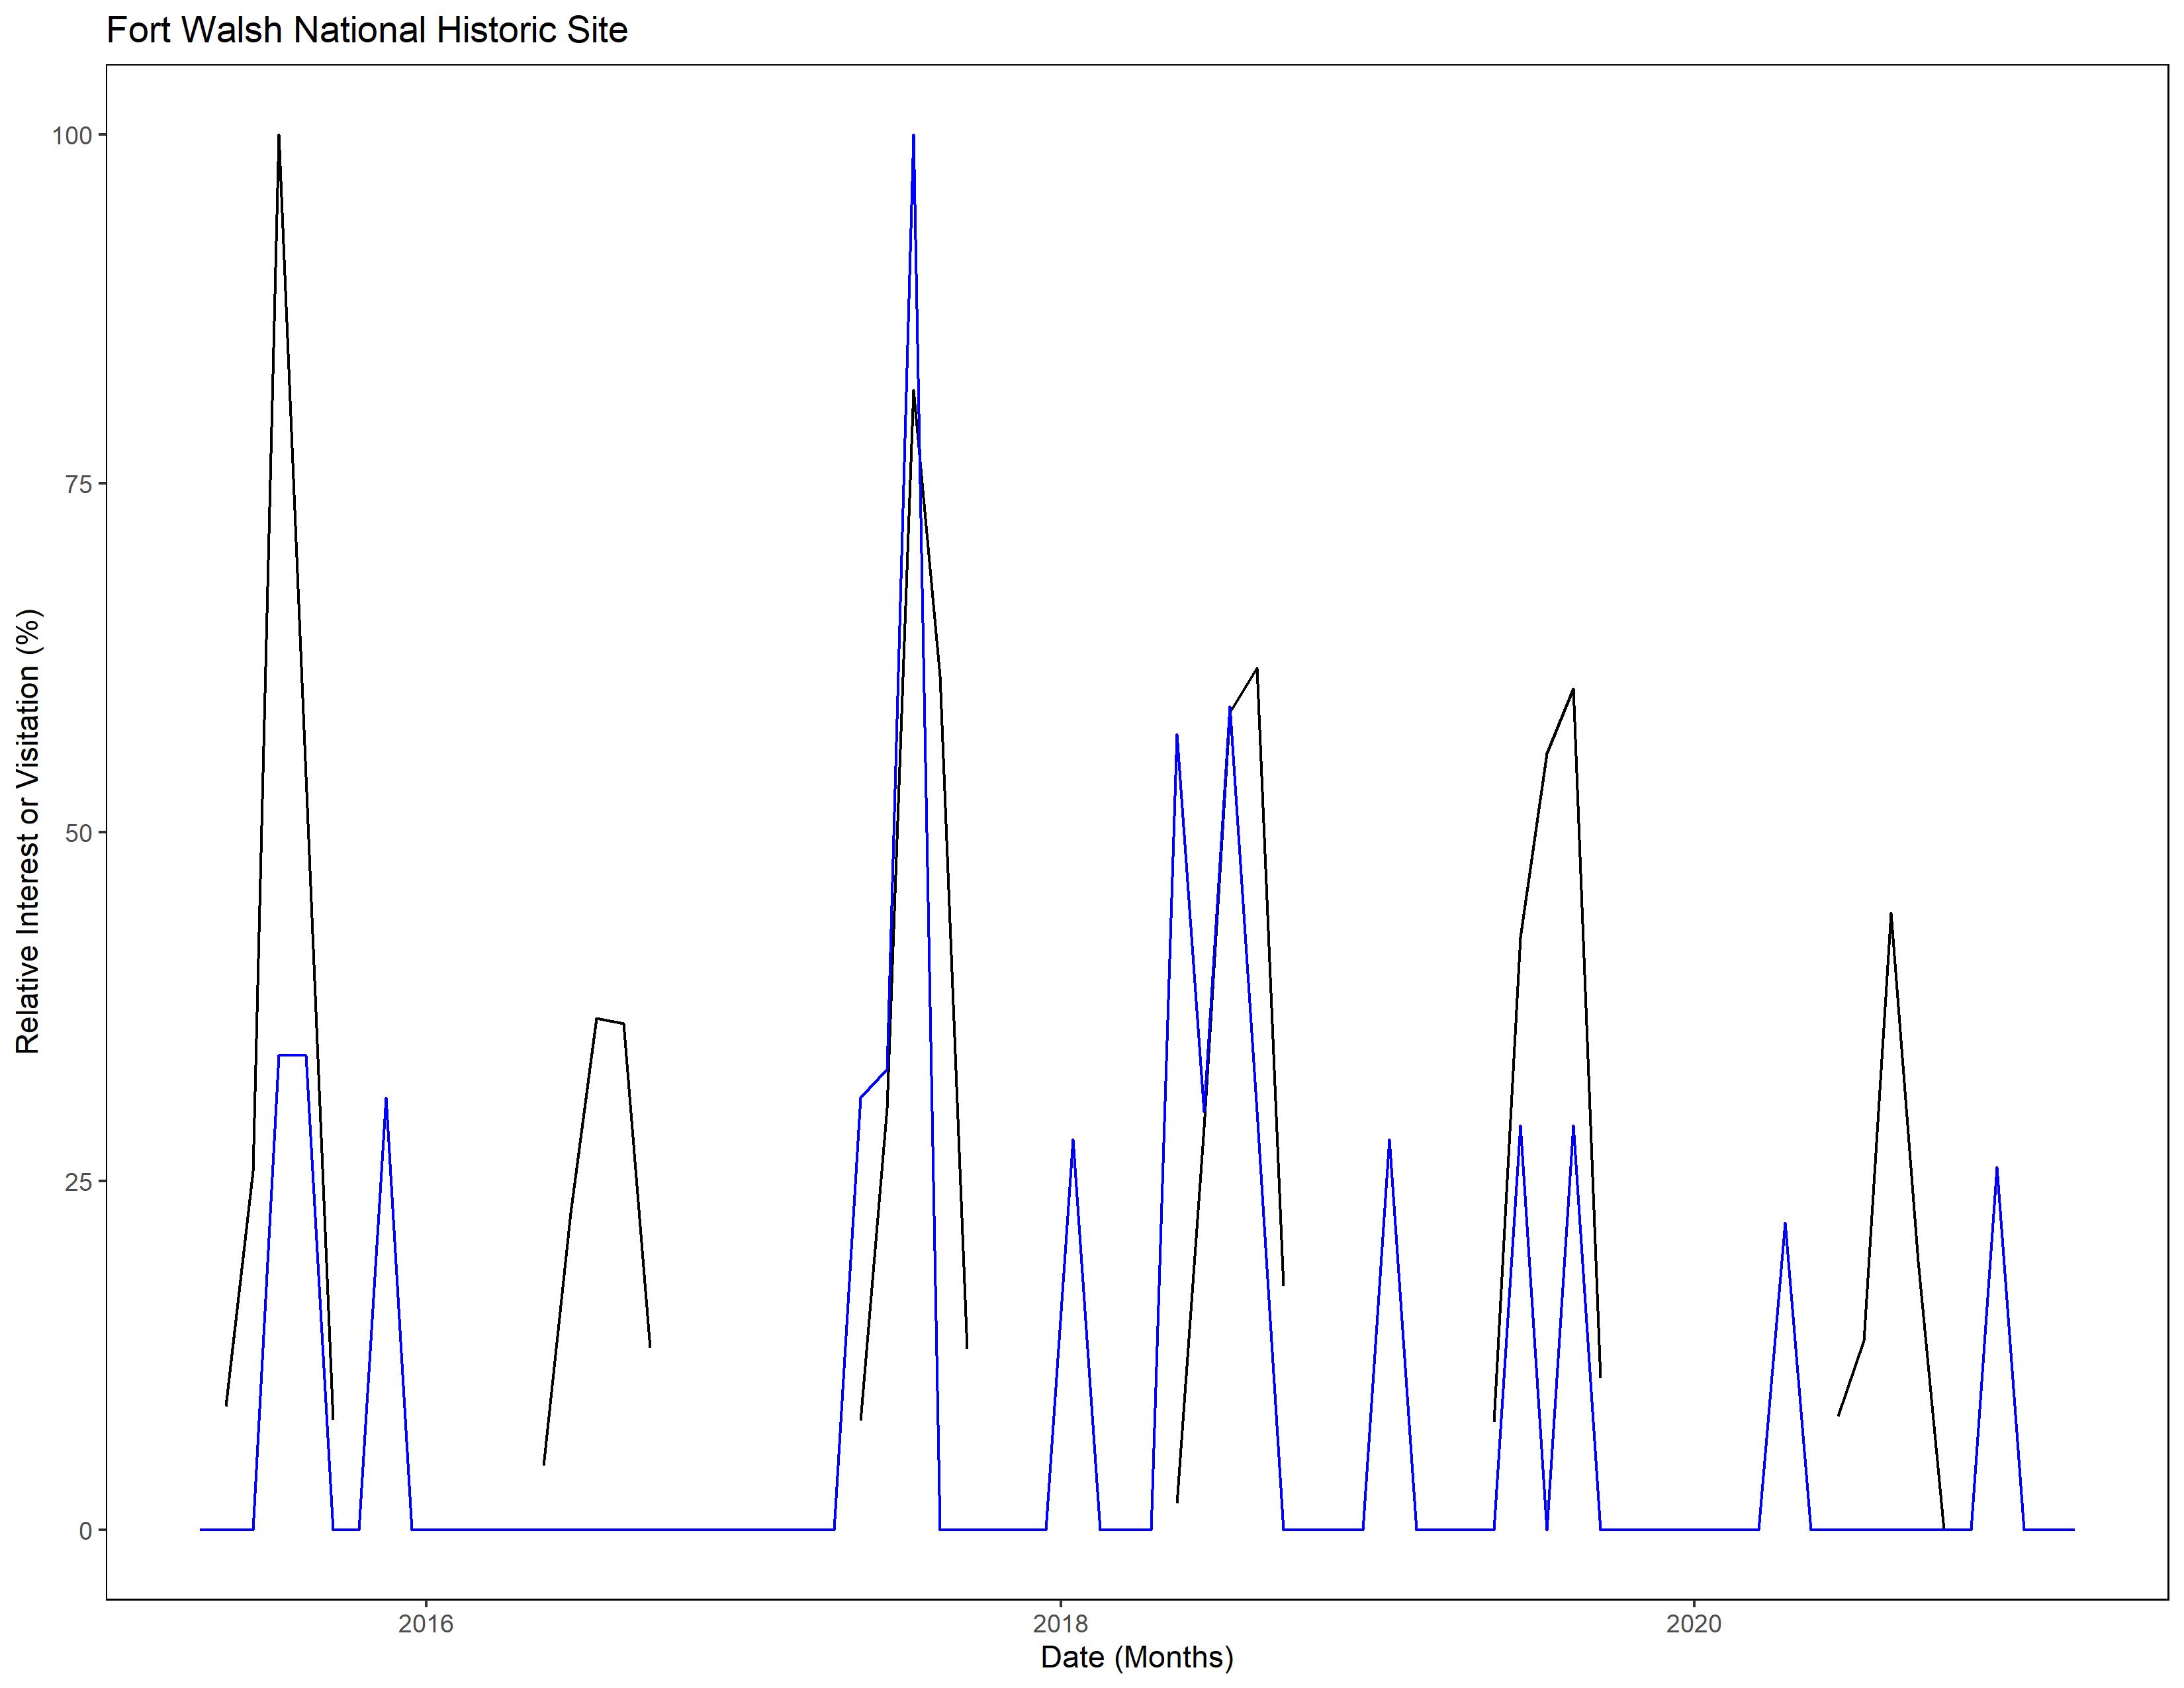 Fort Walsh National Historic Site
Relative Interest or Visitation (%)
100
75
50
25
0
2016 2018 2020
Date (Months)